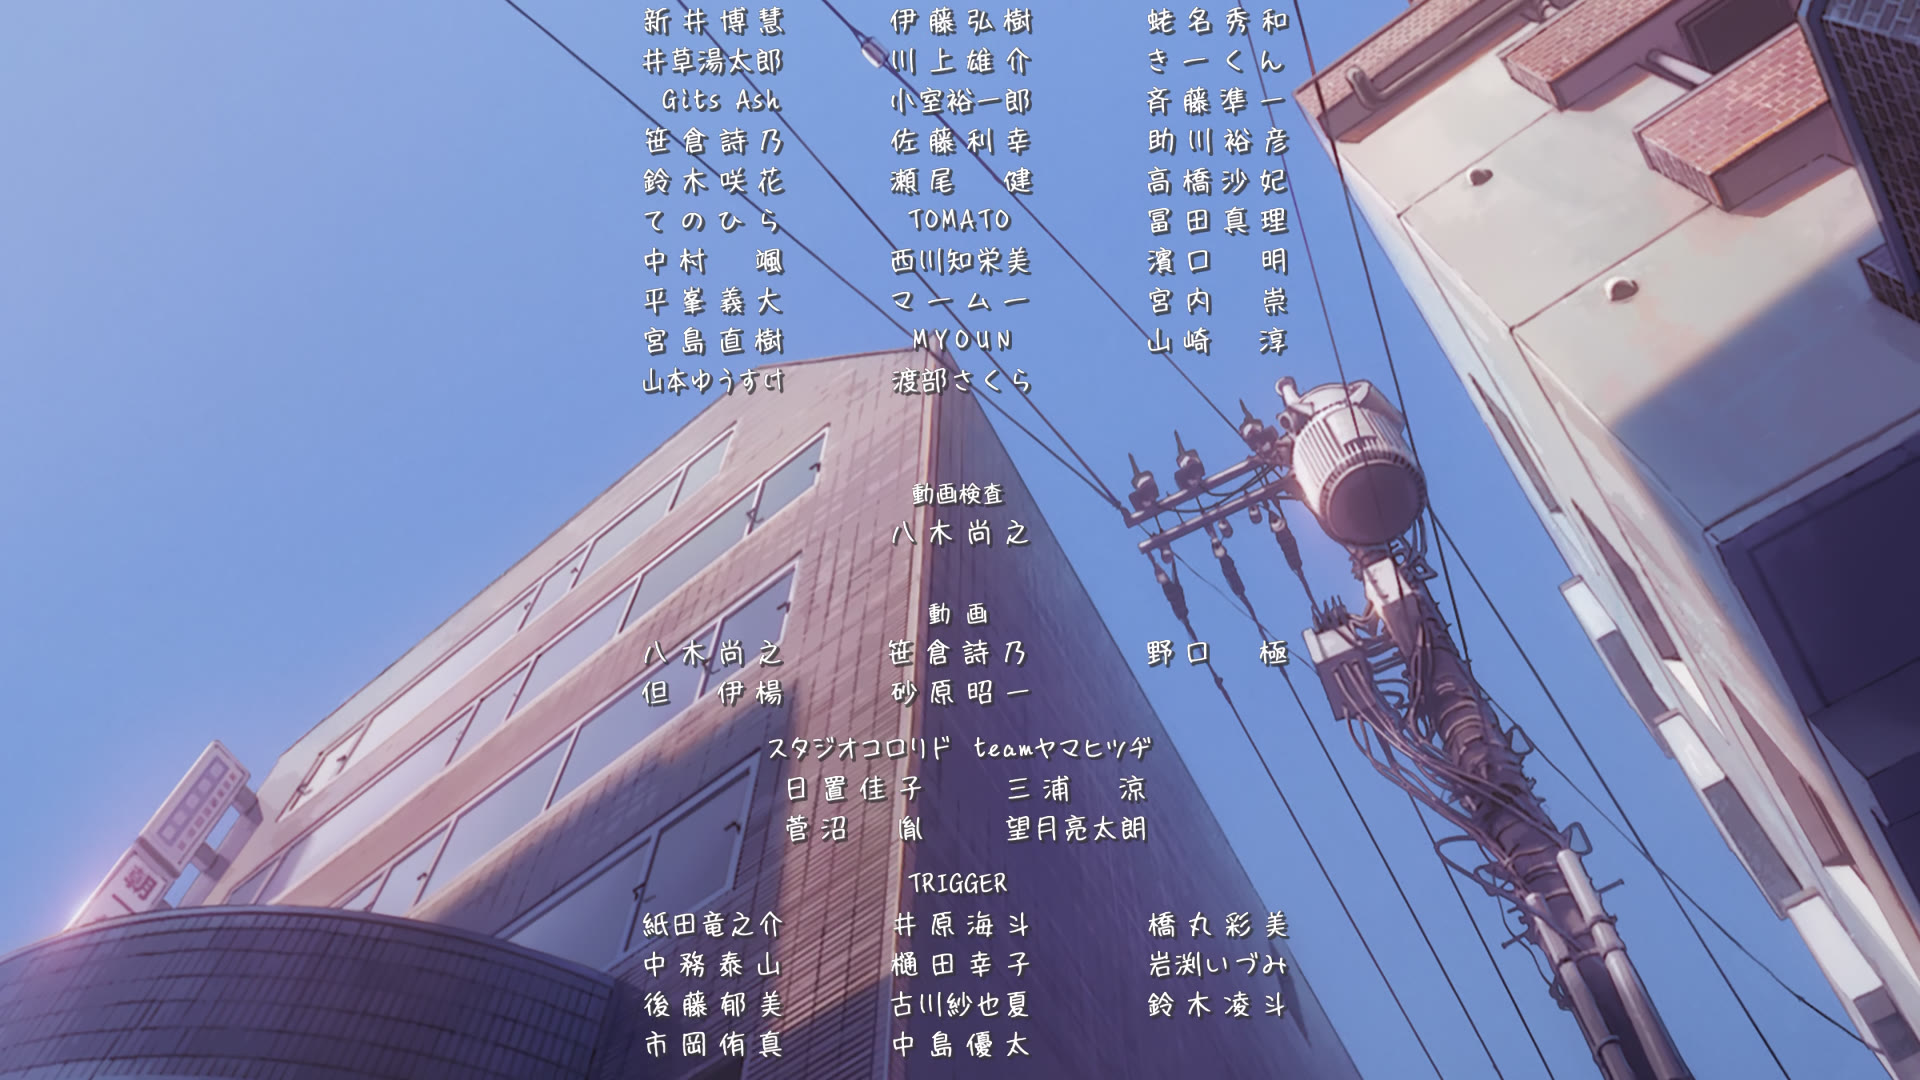 新井博慧 伊藤弘樹 蛯名秀和
井草湯太郎 川上雄介 きーくん
Gits Ash 小室裕一郎 斉藤準一
笹倉詩乃 佐藤利幸 助川裕彦
鈴木咲花 瀬尾 健 高橋沙妃
てのひら TOMATO 冨田真理
中村 颯 西川知栄美 濱口 明
平峯義大 マームー 宮内 崇
宮島直樹 MYOUN 山崎 淳
山本ゆうすけ 渡部さくら
動画検査
八木尚之
動画
八木尚之 笹倉詩乃 野口 極
但 伊楊 砂原昭一
スタジオコロリド teamヤマヒツヂ
日置佳子 三浦 涼
菅沼 胤 望月亮太朗
TRIGGER
紙田竜之介 井原海斗 橋丸彩美
中務泰山 樋田幸子 岩渕いづみ
後藤郁美 古川紗也夏 鈴木凌斗
市岡侑真 中島優太